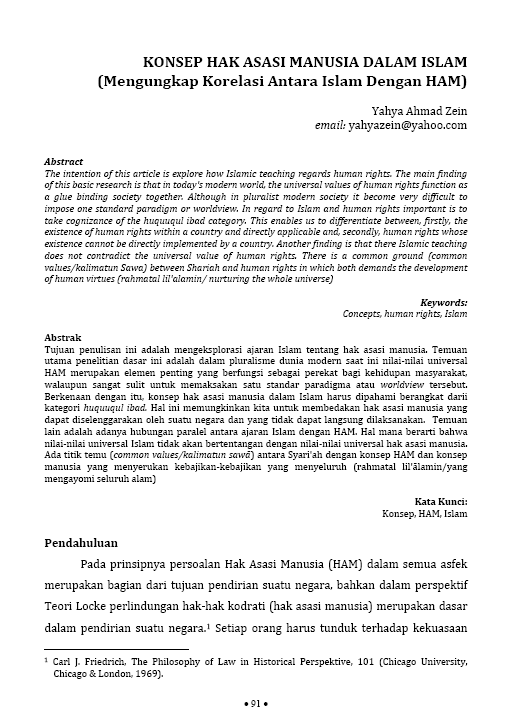 KONSEP HAK ASASI MANUSIA DALAM ISLAM
(Mengungkap Korelasi Antara Islam Dengan HAM)
Yahya Ahmad Zein
email: yahyazein@yahoo.com
Abstract
The intention of this article is explore how Islamic teaching regards human rights. The main finding
of this basic research is that in today's modern world, the universal values of human rights function as
a glue binding society together. Although in pluralist modern society it become very difficult to
impose one standard paradigm or worldview. In regard to Islam and human rights important is to
take cognizance of the huquuqul ibad category. This enables us to differentiate between, firstly, the
existence of human rights within a country and directly applicable and, secondly, human rights whose
existence cannot be directly implemented by a country. Another finding is that there Islamic teaching
does not contradict the universal value of human rights. There is a common ground (common
values/kalimatun Sawa) between Shariah and human rights in which both demands the development
of human virtues (rahmatal lil'alamin/ nurturing the whole universe)
Keywords:
Concepts, human rights, Islam
Abstrak
Tujuan penulisan ini adalah mengeksplorasi ajaran Islam tentang hak asasi manusia. Temuan
utama penelitian dasar ini adalah dalam pluralisme dunia modern saat ini nilai-nilai universal
HAM merupakan elemen penting yang berfungsi sebagai perekat bagi kehidupan masyarakat,
walaupun sangat sulit untuk memaksakan satu standar paradigma atau worldview tersebut.
Berkenaan dengan itu, konsep hak asasi manusia dalam Islam harus dipahami berangkat darii
kategori huquuqul ibad. Hal ini memungkinkan kita untuk membedakan hak asasi manusia yang
dapat diselenggarakan oleh suatu negara dan yang tidak dapat langsung dilaksanakan. Temuan
lain adalah adanya hubungan paralel antara ajaran Islam dengan HAM. Hal mana berarti bahwa
nilai-nilai universal Islam tidak akan bertentangan dengan nilai-nilai universal hak asasi manusia.
Ada titik temu (common values/kalimatun sawā) antara Syari'ah dengan konsep HAM dan konsep
manusia yang menyerukan kebajikan-kebajikan yang menyeluruh (rahmatal lil'ālamin/yang
mengayomi seluruh alam)
Kata Kunci:
Konsep, HAM, Islam
Pendahuluan
Pada prinsipnya persoalan Hak Asasi Manusia (HAM) dalam semua asfek
merupakan bagian dari tujuan pendirian suatu negara, bahkan dalam perspektif
Teori Locke perlindungan hak-hak kodrati (hak asasi manusia) merupakan dasar
dalam pendirian suatu negara.¹ Setiap orang harus tunduk terhadap kekuasaan
¹ Carl J. Friedrich, The Philosophy of Law in Historical Perspektive, 101 (Chicago University,
Chicago & London, 1969).
• 91 •